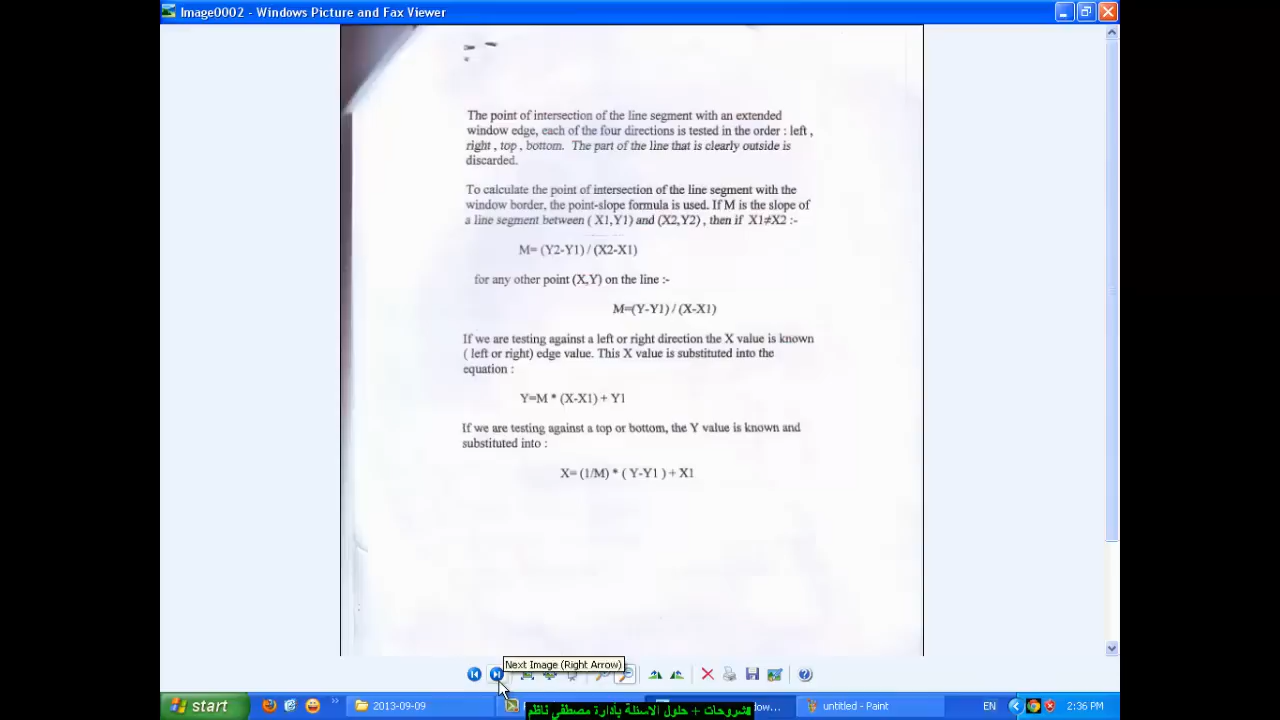 Image0002 - Windows Picture and Fax Viewer
The point of intersection of the line segment with an extended
window edge, each of the four directions is tested in the order : left ,
right , top , bottom. The part of the line that is clearly outside is
discarded.
To calculate the point of intersection of the line segment with the
window border, the point-slope formula is used. If M is the slope of
a line segment between ( X1,Y1) and (X2,Y2) , then if X1≠X2 :-
M= (Y2-Y1) / (X2-X1)
for any other point (X,Y) on the line :-
M=(Y-Y1) / (X-X1)
If we are testing against a left or right direction the X value is known
( left or right) edge value. This X value is substituted into the
equation :
Y=M * (X-X1) + Y1
If we are testing against a top or bottom, the Y value is known and
substituted into :
X= (1/M) * ( Y-Y1 ) + X1
Next Image (Right Arrow)
start
2013-09-09
untitled - Paint
EN
2:36 PM
شروحات + حلول الاسئلة بأدارة مصطفى ناظم